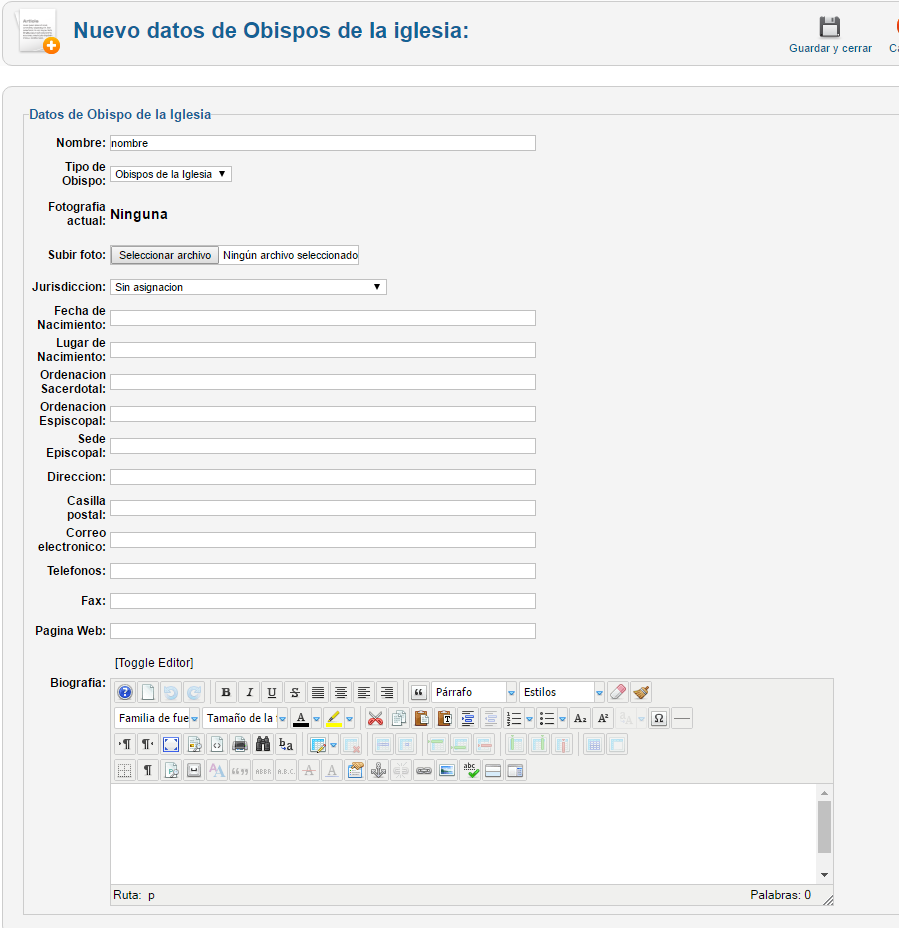 Nuevo datos de Obispos de la iglesia:
Guardar y cerrar
Datos de Obispo de la Iglesia
Nombre: nombre
Tipo de
Obispo: Obispos de la Iglesia
Fotografia
actual: Ninguna
Subir foto: Seleccionar archivo Ningún archivo seleccionado
Jurisdiccion: Sin asignacion
Fecha de
Nacimiento:
Lugar de
Nacimiento:
Ordenacion
Sacerdotal:
Ordenacion
Espiscopal:
Sede
Episcopal:
Direccion:
Casilla
postal:
Correo
electronico:
Telefonos:
Fax:
Pagina Web:
[Toggle Editor]
Biografia:
Párrafo Estilos
Familia de fue Tamaño de la
Ruta: p Palabras: 0